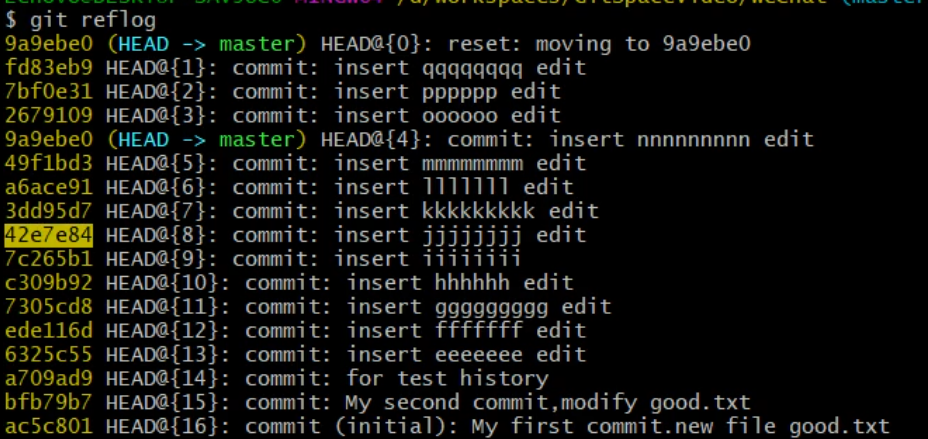 $ git reflog
9a9ebe0 (HEAD -> master) HEAD@{0}: reset: moving to 9a9ebe0
fd83eb9 HEAD@{1}: commit: insert qqqqqqqq edit
7bf0e31 HEAD@{2}: commit: insert pppppp edit
2679109 HEAD@{3}: commit: insert oooooo edit
9a9ebe0 (HEAD -> master) HEAD@{4}: commit: insert nnnnnnnnn edit
49f1bd3 HEAD@{5}: commit: insert mmmmmmmm edit
a6ace91 HEAD@{6}: commit: insert lllllll edit
3dd95d7 HEAD@{7}: commit: insert kkkkkkkkk edit
42e7e84 HEAD@{8}: commit: insert jjjjjjjj edit
7c265b1 HEAD@{9}: commit: insert iiiiiiii
c309b92 HEAD@{10}: commit: insert hhhhhh edit
7305cd8 HEAD@{11}: commit: insert ggggggggg edit
ede116d HEAD@{12}: commit: insert fffffff edit
6325c55 HEAD@{13}: commit: insert eeeeeee edit
a709ad9 HEAD@{14}: commit: for test history
bfb79b7 HEAD@{15}: commit: My second commit,modify good.txt
ac5c801 HEAD@{16}: commit (initial): My first commit.new file good.txt